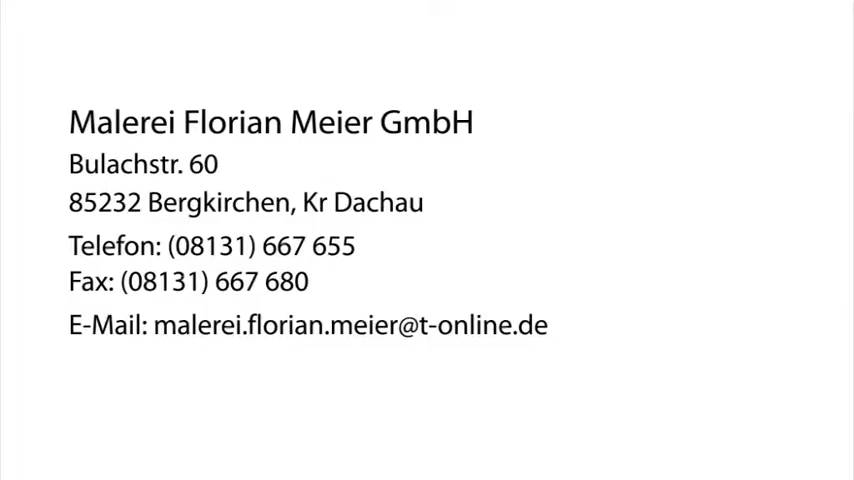 Malerei Florian Meier GmbH
Bulachstr. 60
85232 Bergkirchen, Kr Dachau
Telefon: (08131) 667 655
Fax: (08131) 667 680
E-Mail: malerei.florian.meier@t-online.de